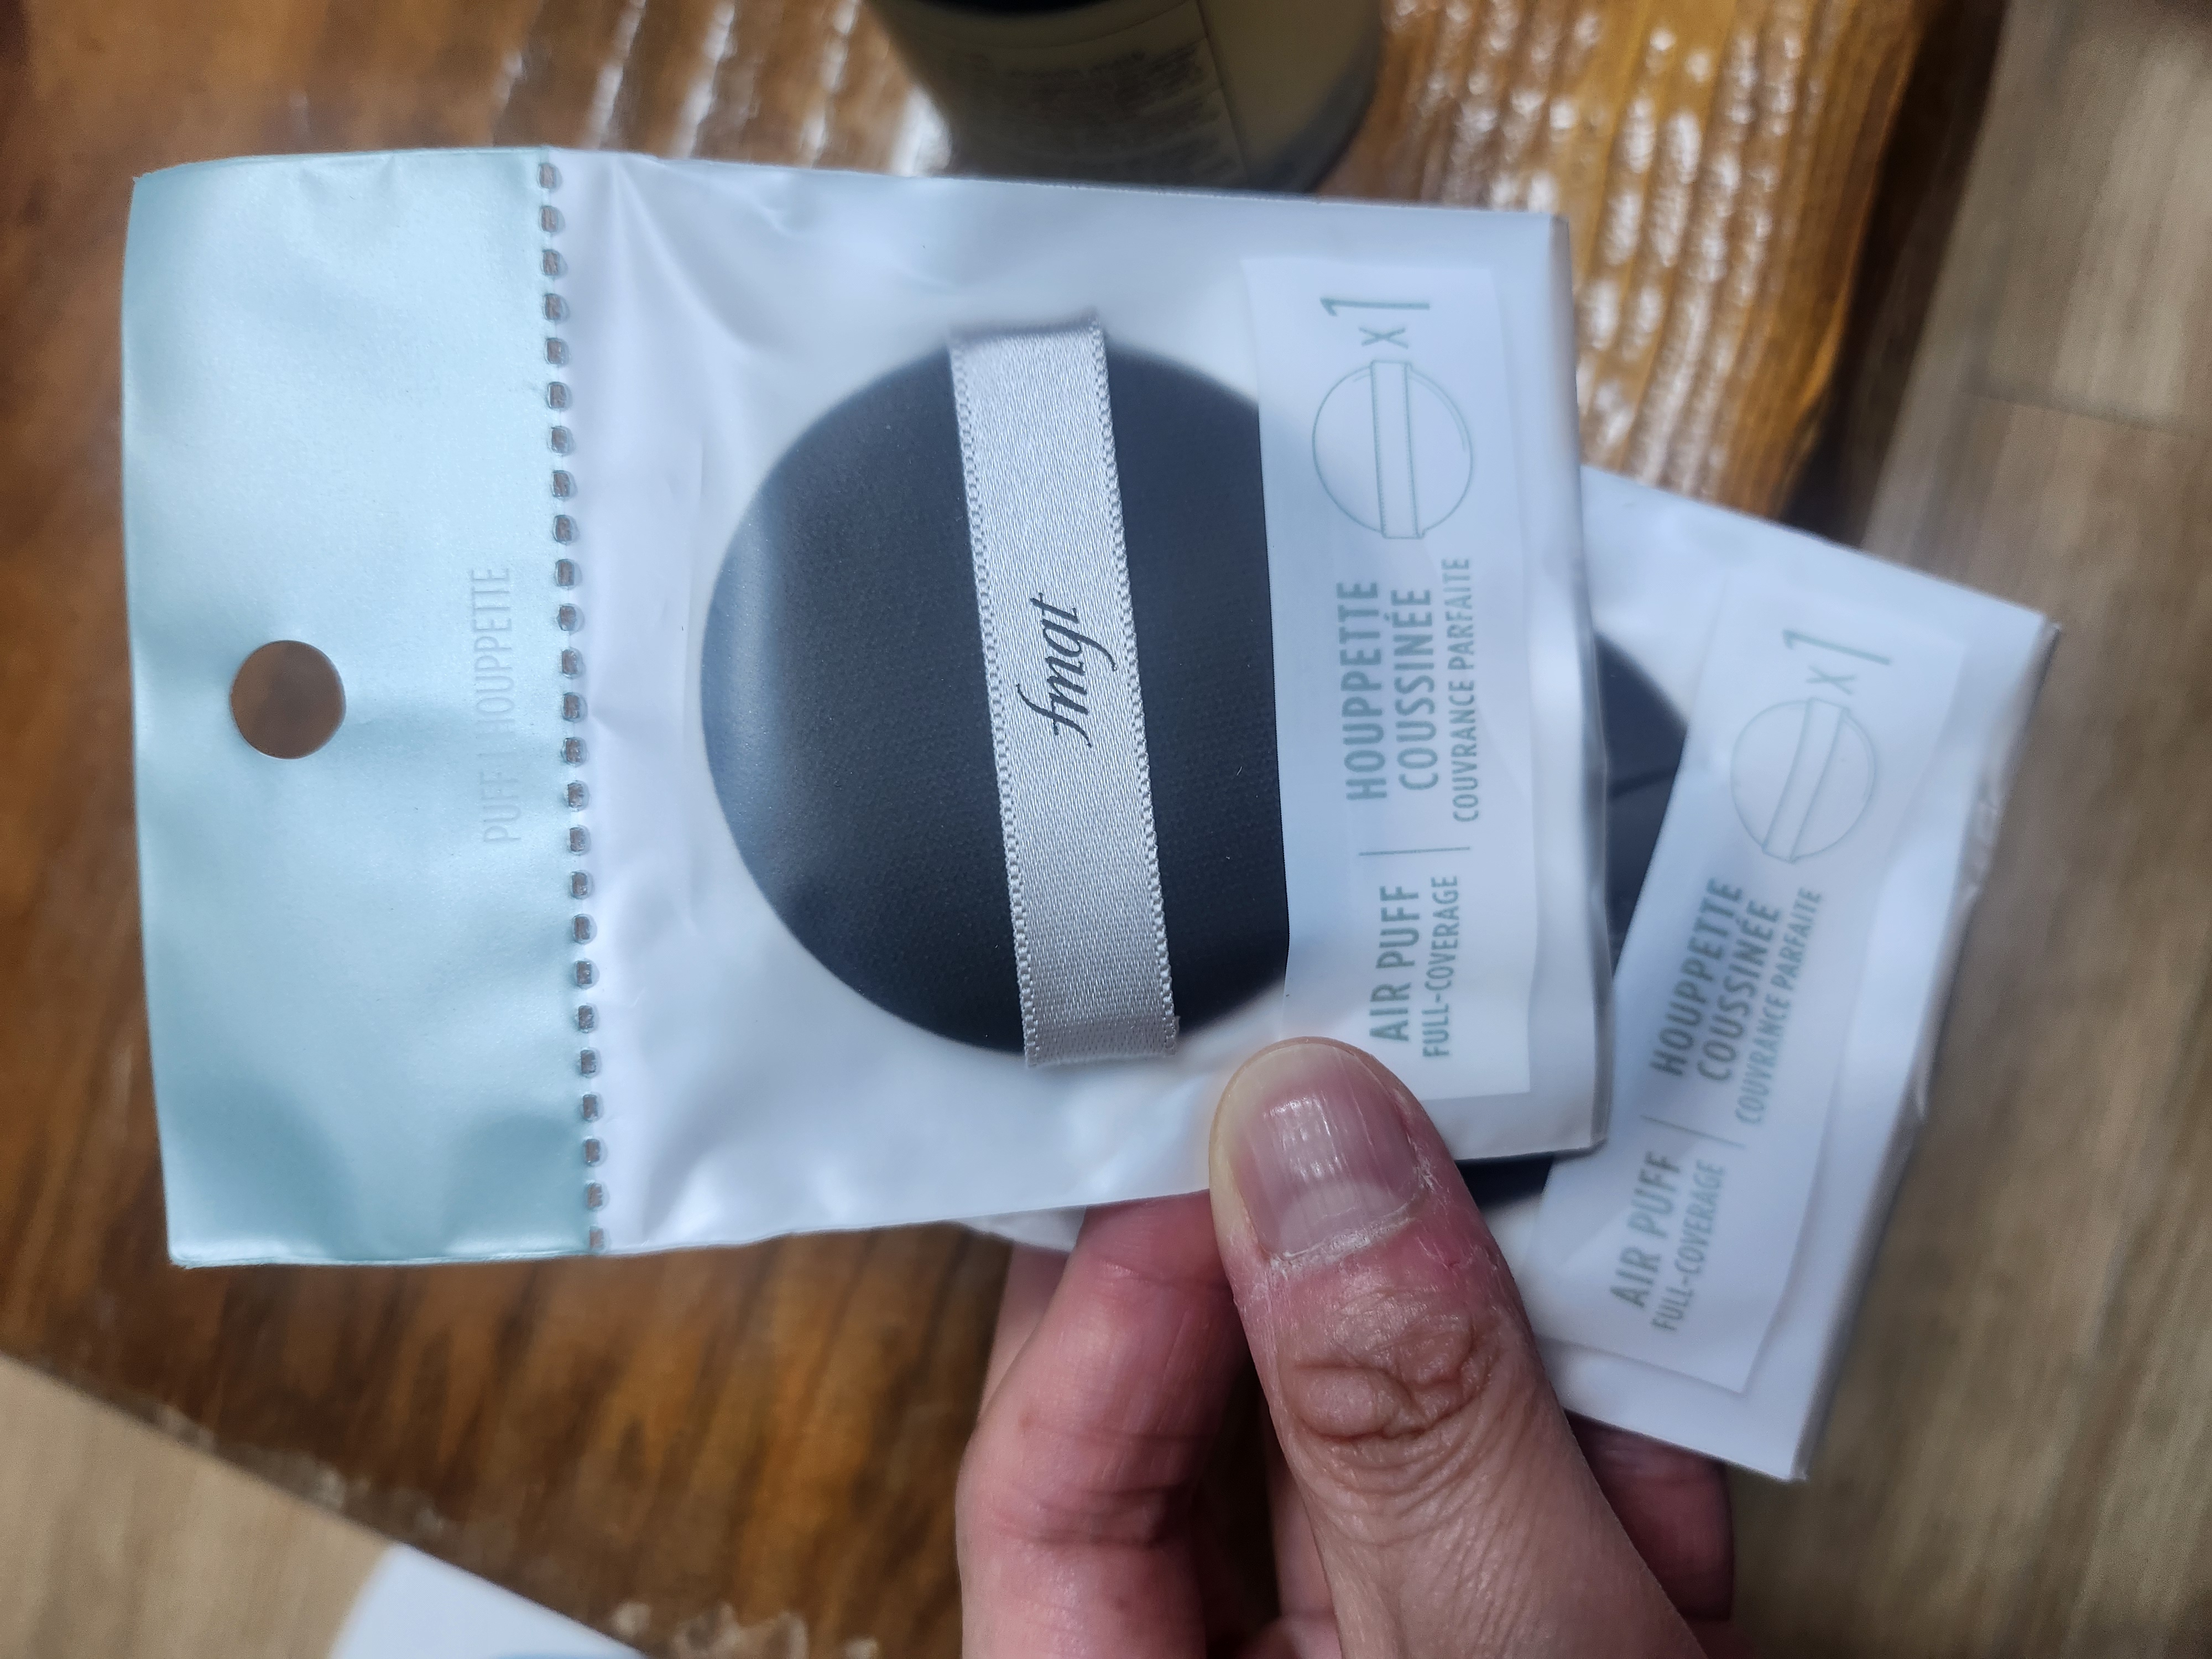 PUFF | HOUPPETTE
fmgt
AIR PUFF | HOUPPETTE
COUSSINÉE
FULL-COVERAGE | COUVRANCE PARFAITE
x1
AIR PUFF | HOUPPETTE
COUSSINÉE
FULL-COVERAGE | COUVRANCE PARFAITE
x1